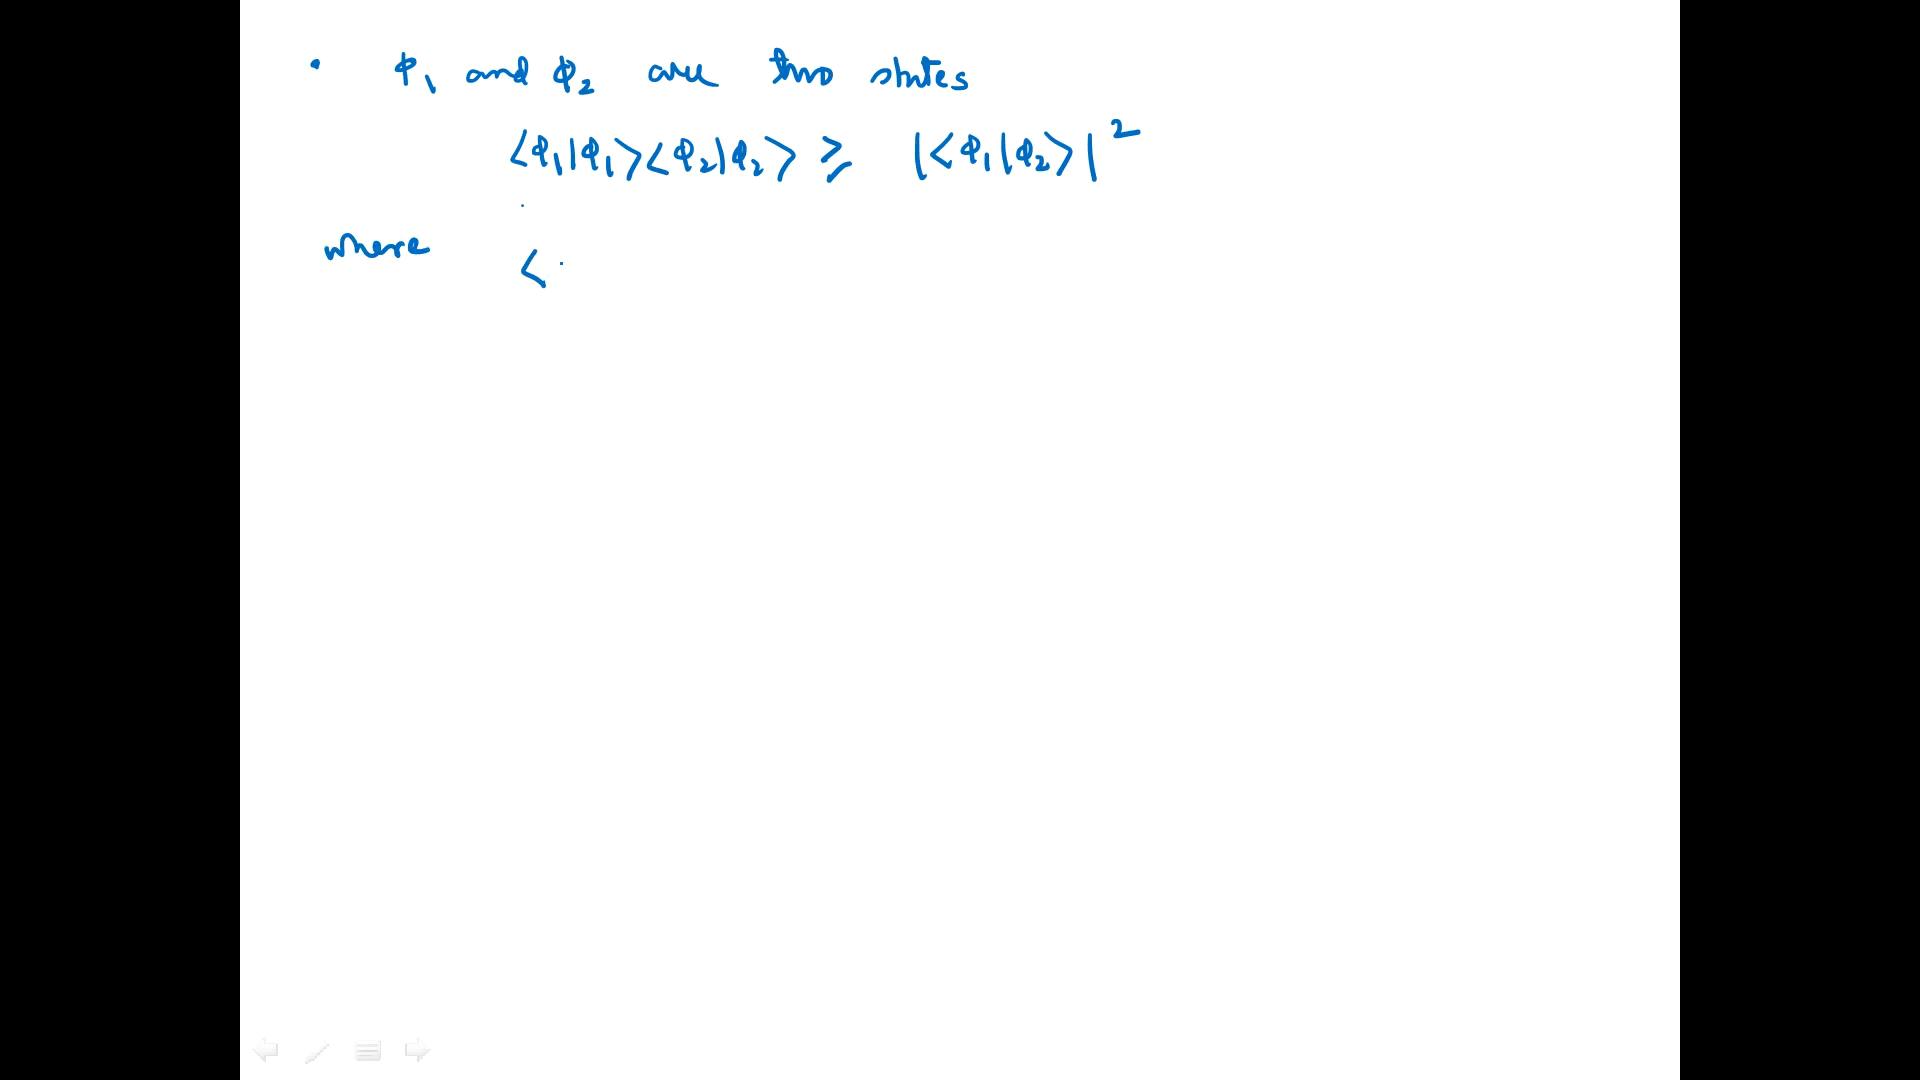 • φ₁ and φ₂ are two states
<φ₁|φ₁><φ₂|φ₂> ≥ |<φ₁|φ₂>|²
where <